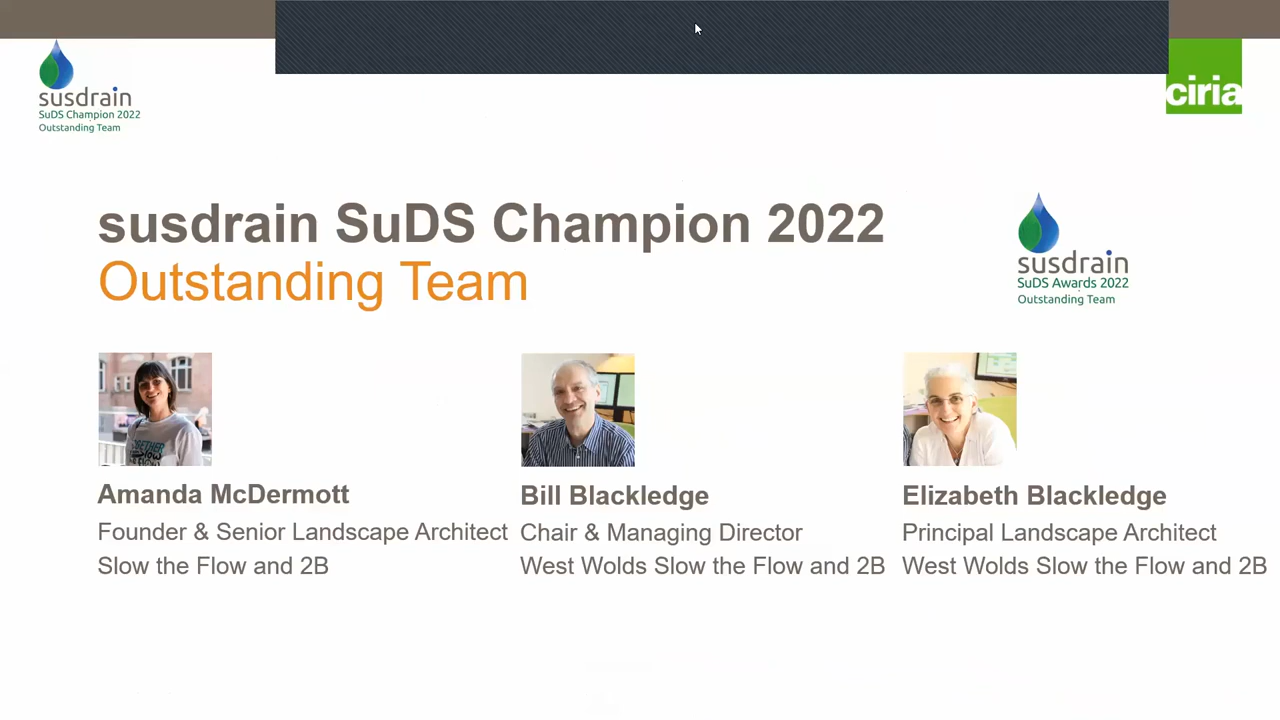 susdrain
SuDS Champion 2022
Outstanding Team
ciria
susdrain SuDS Champion 2022
Outstanding Team
susdrain
SuDS Awards 2022
Outstanding Team
Amanda McDermott
Founder & Senior Landscape Architect
Slow the Flow and 2B
Bill Blackledge
Chair & Managing Director
West Wolds Slow the Flow and 2B
Elizabeth Blackledge
Principal Landscape Architect
West Wolds Slow the Flow and 2B